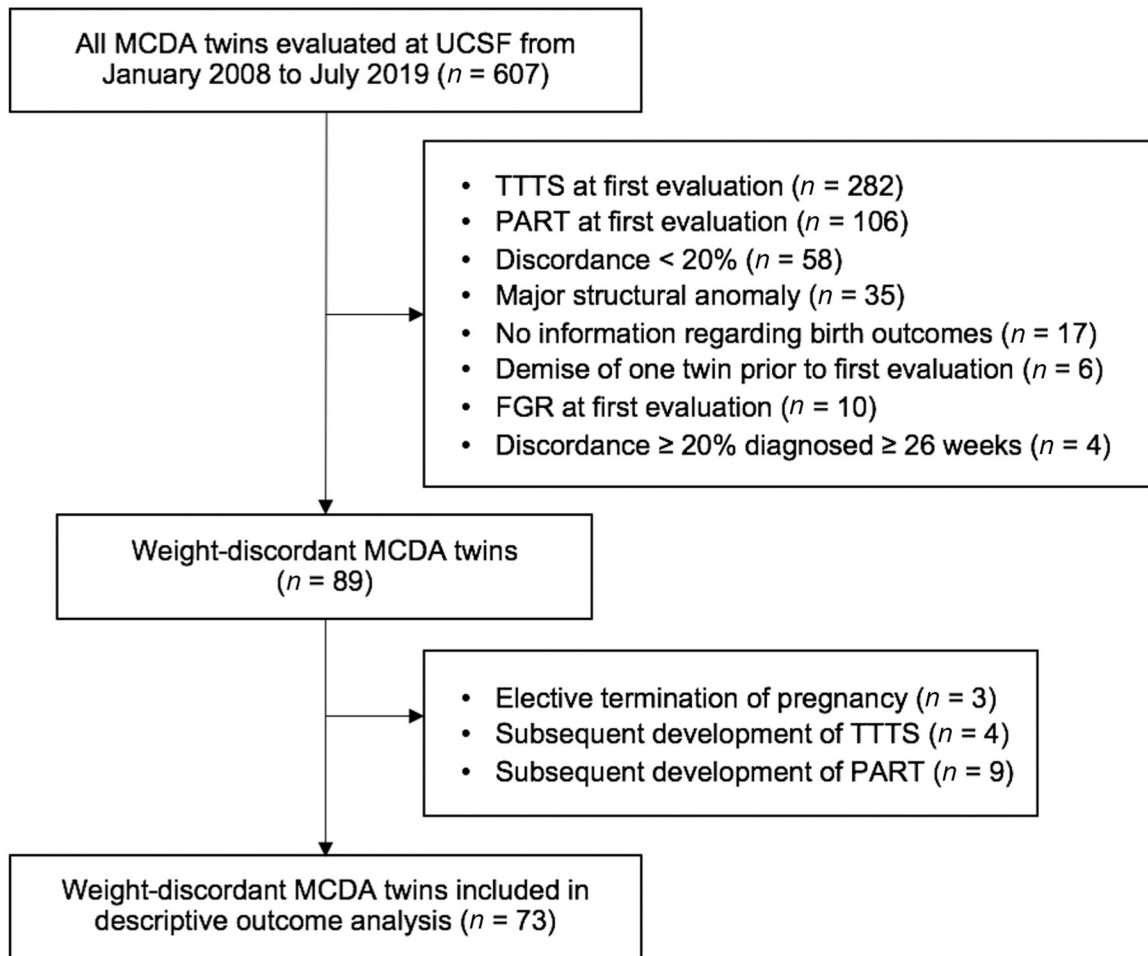 All MCDA twins evaluated at UCSF from
January 2008 to July 2019 (n = 607)
• TTTS at first evaluation (n = 282)
• PART at first evaluation (n = 106)
• Discordance < 20% (n = 58)
• Major structural anomaly (n = 35)
• No information regarding birth outcomes (n = 17)
• Demise of one twin prior to first evaluation (n = 6)
• FGR at first evaluation (n = 10)
• Discordance ≥ 20% diagnosed ≥ 26 weeks (n = 4)
Weight-discordant MCDA twins
(n = 89)
• Elective termination of pregnancy (n = 3)
• Subsequent development of TTTS (n = 4)
• Subsequent development of PART (n = 9)
Weight-discordant MCDA twins included in
descriptive outcome analysis (n = 73)